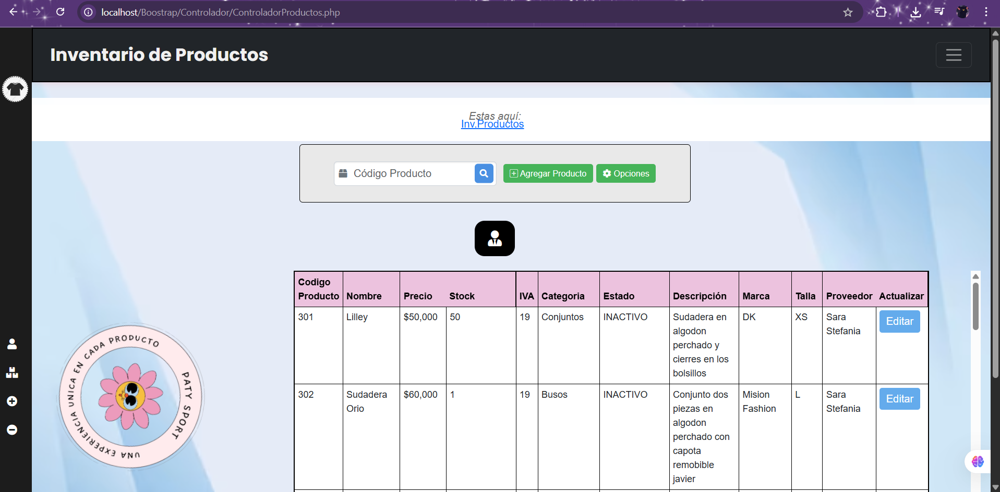 localhost/Boostrap/Controlador/ControladorProductos.php
Inventario de Productos
Estas aquí:
Inv.Productos
Código Producto
Agregar Producto
Opciones
Codigo Producto Nombre Precio Stock IVA Categoria Estado Descripción Marca Talla Proveedor Actualizar
301 Lilley $50,000 50 19 Conjuntos INACTIVO Sudadera en algodon perchado y cierres en los bolsillos DK XS Sara Stefania Editar
302 Sudadera Orio $60,000 1 19 Busos INACTIVO Conjunto dos piezas en algodon perchado con capota remobible javier Mision Fashion L Sara Stefania Editar
UNA EXPERIENCIA UNICA EN CADA PRODUCTO
PATY SPORT